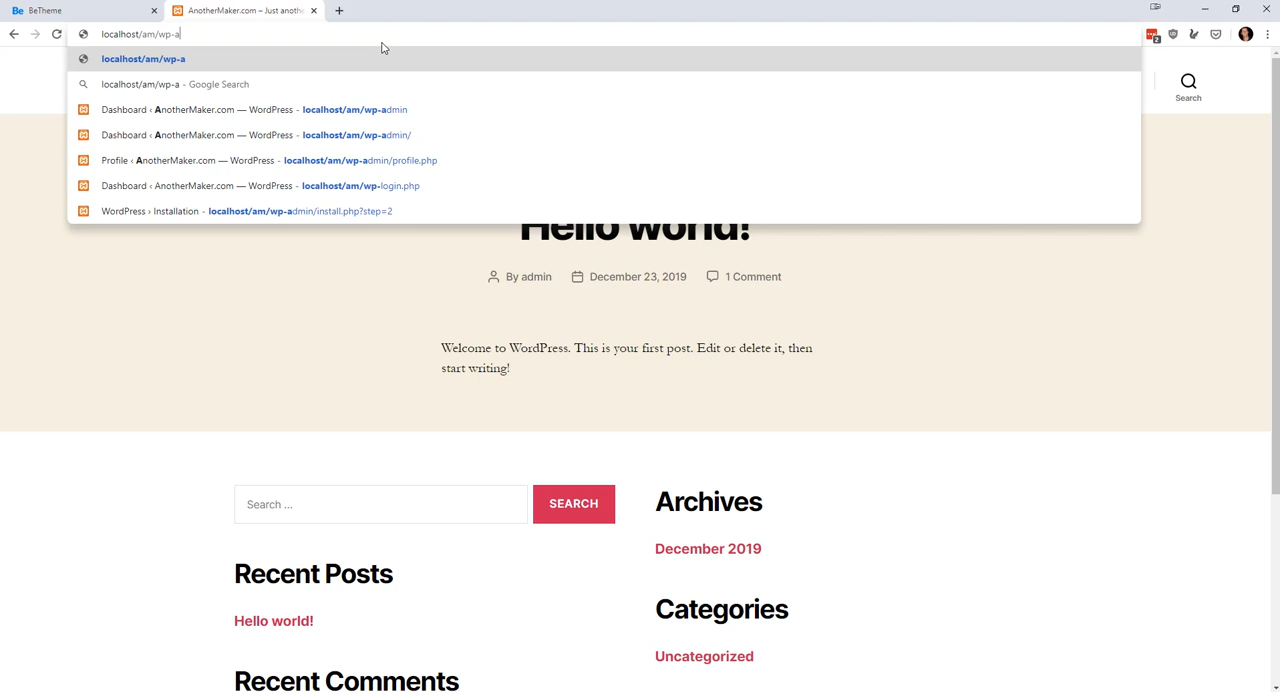 Be BeTheme
AnotherMaker.com – Just anothe
localhost/am/wp-a
localhost/am/wp-a
localhost/am/wp-a - Google Search
Dashboard ‹ AnotherMaker.com — WordPress - localhost/am/wp-admin
Dashboard ‹ AnotherMaker.com — WordPress - localhost/am/wp-admin/
Profile ‹ AnotherMaker.com — WordPress - localhost/am/wp-admin/profile.php
Dashboard ‹ AnotherMaker.com — WordPress - localhost/am/wp-login.php
WordPress › Installation - localhost/am/wp-admin/install.php?step=2
2
Search
Hello world!
By admin December 23, 2019 1 Comment
Welcome to WordPress. This is your first post. Edit or delete it, then
start writing!
Search …
SEARCH
Recent Posts
Hello world!
Recent Comments
Archives
December 2019
Categories
Uncategorized